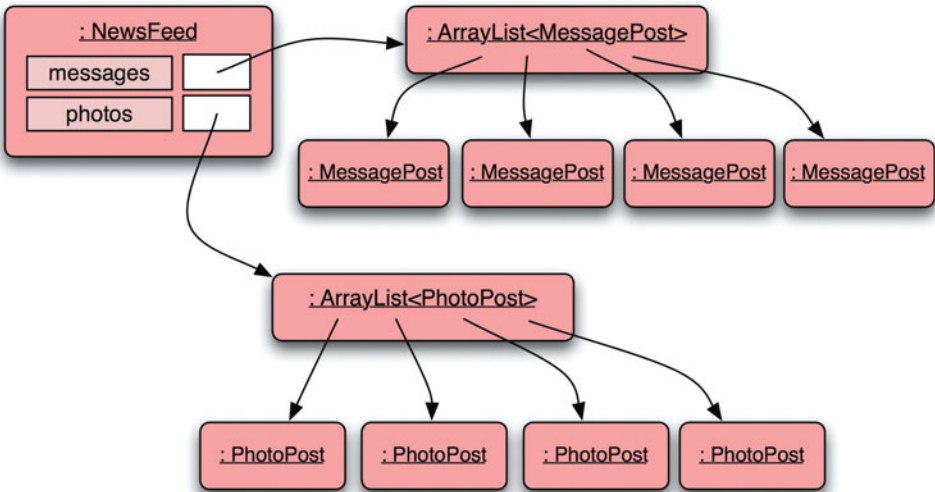 : NewsFeed
messages
photos
: ArrayList<MessagePost>
: MessagePost
: MessagePost
: MessagePost
: MessagePost
: ArrayList<PhotoPost>
: PhotoPost
: PhotoPost
: PhotoPost
: PhotoPost